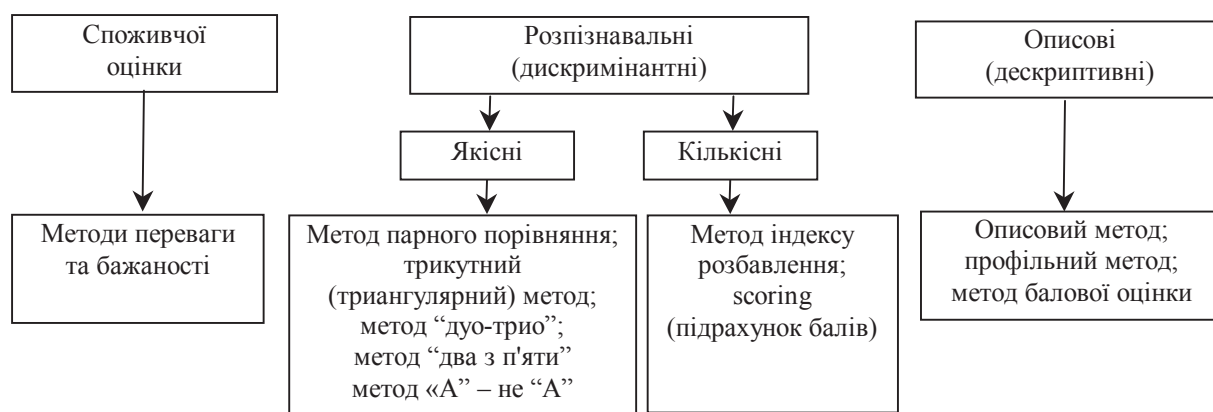 Споживчої
оцінки
Розпізнавальні
(дискримінантні)
Описові
(дескриптивні)
Якісні
Кількісні
Методи переваги
та бажаності
Метод парного порівняння;
трикутний
(триангулярний) метод;
метод “дуо-трио”;
метод “два з п'яти”
метод «А” – не “А”
Метод індексу
розбавлення;
scoring
(підрахунок балів)
Описовий метод;
профільний метод;
метод балової оцінки